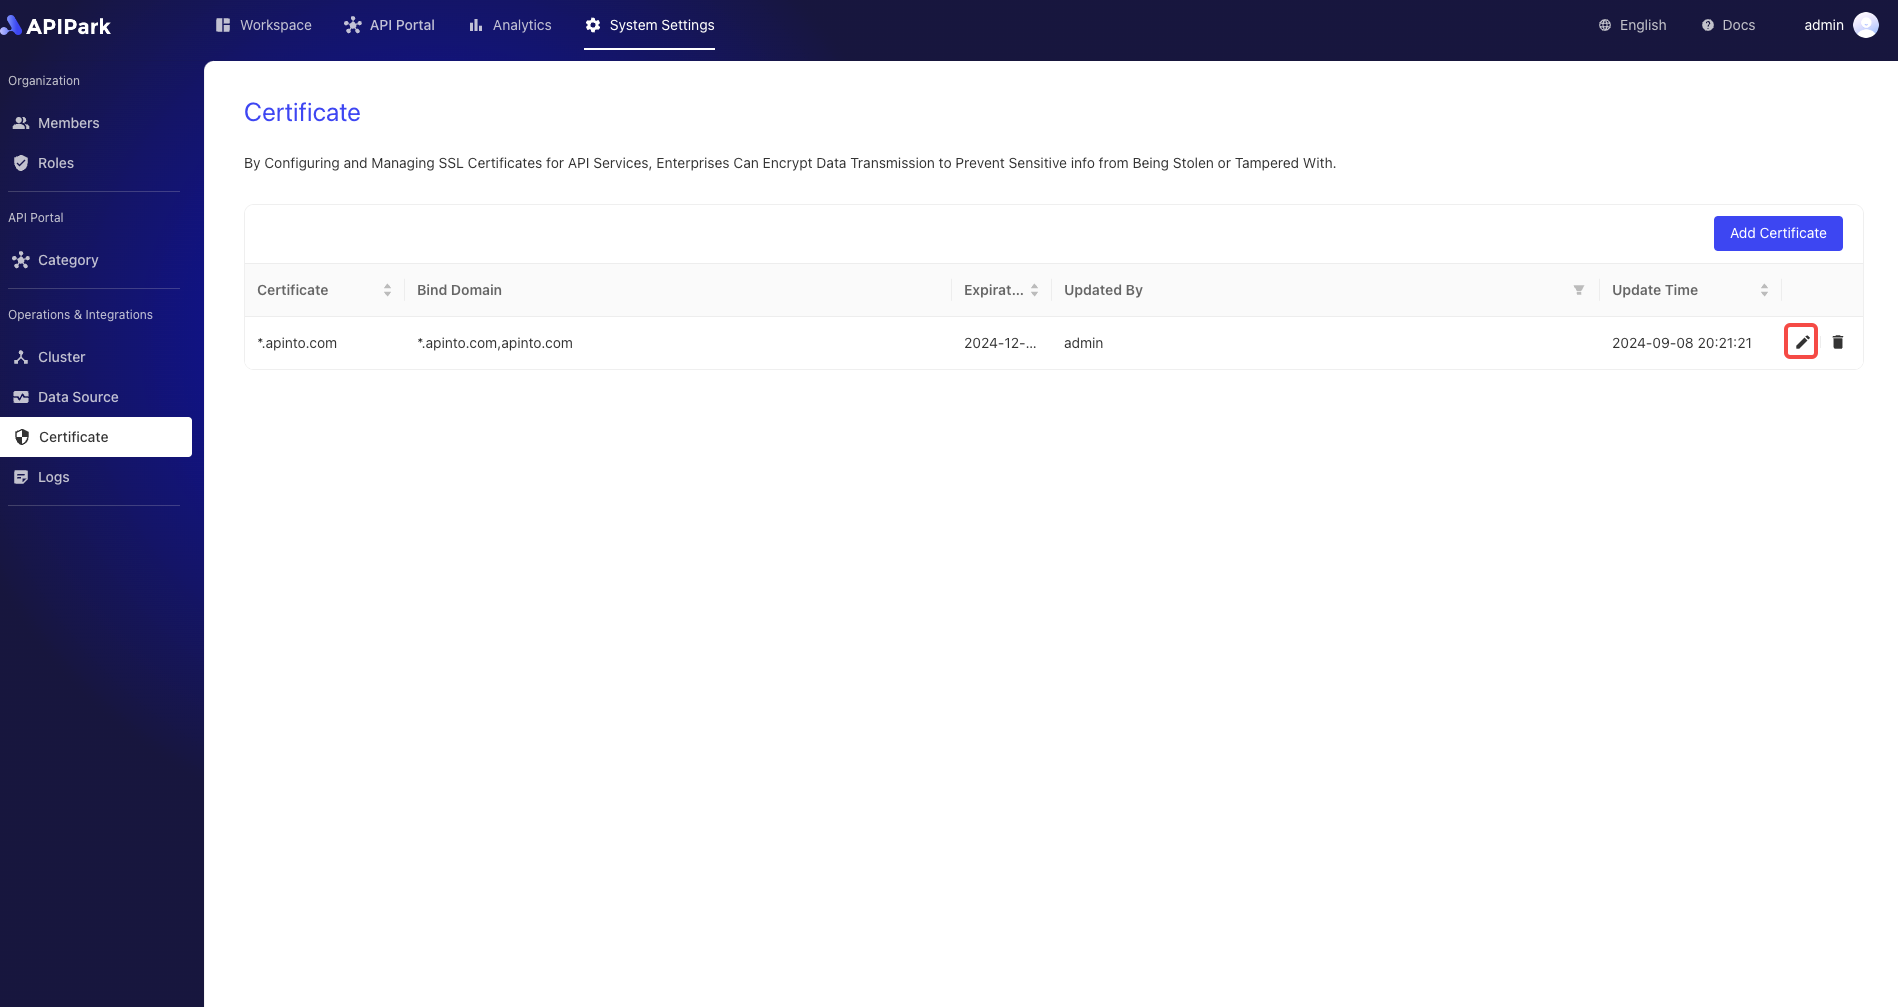 APIPark
Workspace
API Portal
Analytics
System Settings
English
Docs
admin
Organization
Members
Roles
API Portal
Category
Operations & Integrations
Cluster
Data Source
Certificate
Logs
Certificate
By Configuring and Managing SSL Certificates for API Services, Enterprises Can Encrypt Data Transmission to Prevent Sensitive info from Being Stolen or Tampered With.
Add Certificate
Certificate Bind Domain Expirat... Updated By Update Time
*.apinto.com *.apinto.com,apinto.com 2024-12-... admin 2024-09-08 20:21:21